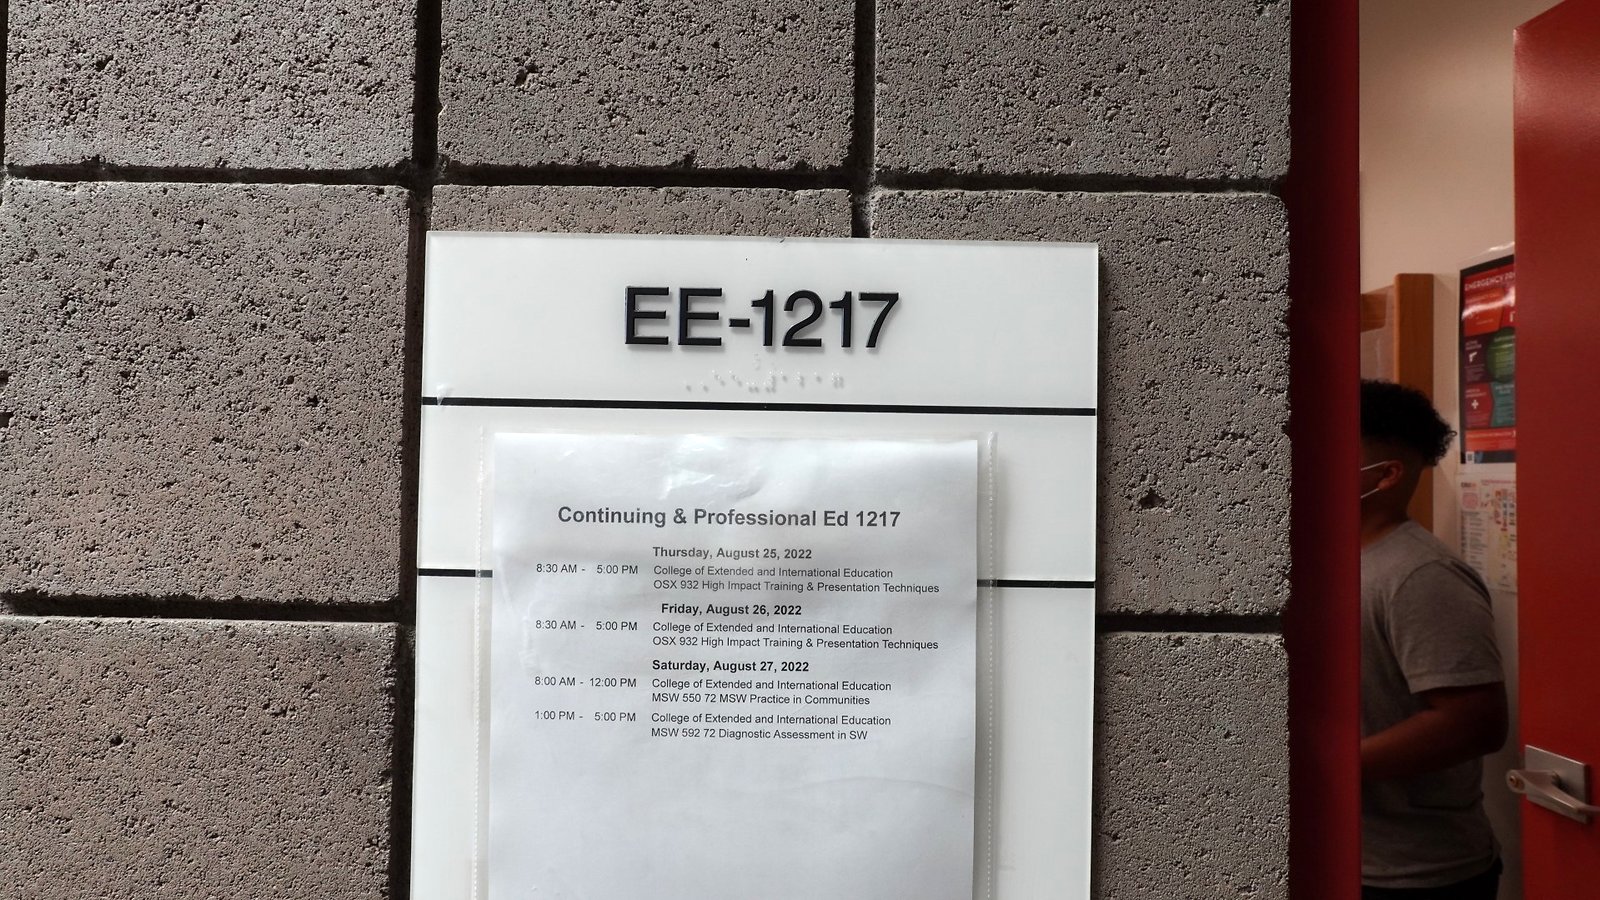 EE-1217
Continuing & Professional Ed 1217
Thursday, August 25, 2022
8:30 AM - 5:00 PM College of Extended and International Education
OSX 932 High Impact Training & Presentation Techniques
Friday, August 26, 2022
8:30 AM - 5:00 PM College of Extended and International Education
OSX 932 High Impact Training & Presentation Techniques
Saturday, August 27, 2022
8:00 AM - 12:00 PM College of Extended and International Education
MSW 550 72 MSW Practice in Communities
1:00 PM - 5:00 PM College of Extended and International Education
MSW 592 72 Diagnostic Assessment in SW
EMERGENCY